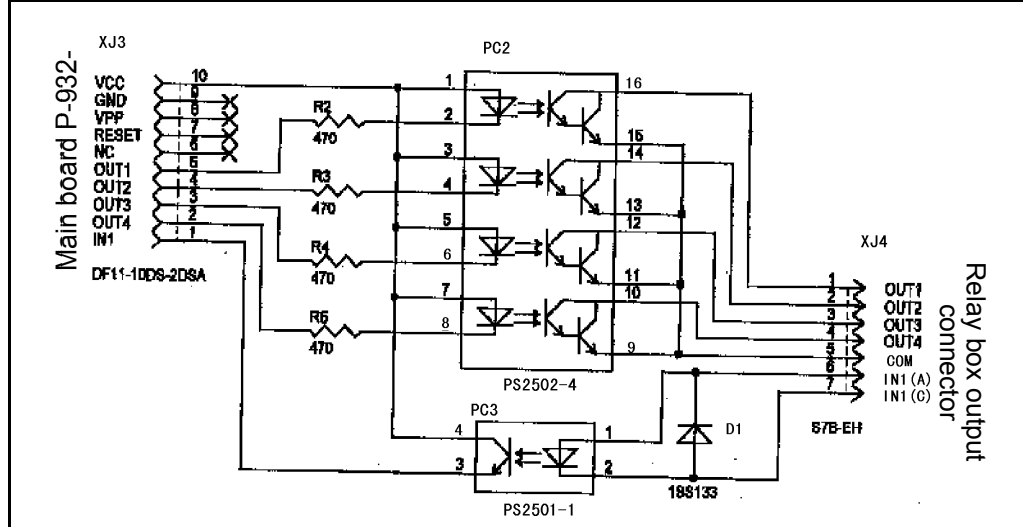 XJ3
Main board P-932-
VCC 10
GND 9
VPP 8
RESET 7
NC 6
OUT1 5
OUT2 4
OUT3 3
OUT4 2
IN1 1
DF11-10DS-2DSA
R2
470
R3
470
R4
470
R5
470
PC2
1
2
3
4
5
6
7
8
16
15
14
13
12
11
10
9
PS2502-4
PC3
4
3
1
2
PS2501-1
D1
1SS133
XJ4
1 OUT1
2 OUT2
3 OUT3
4 OUT4
5 COM
6 IN1(A)
7 IN1(C)
S7B-EH
Relay box output
connector